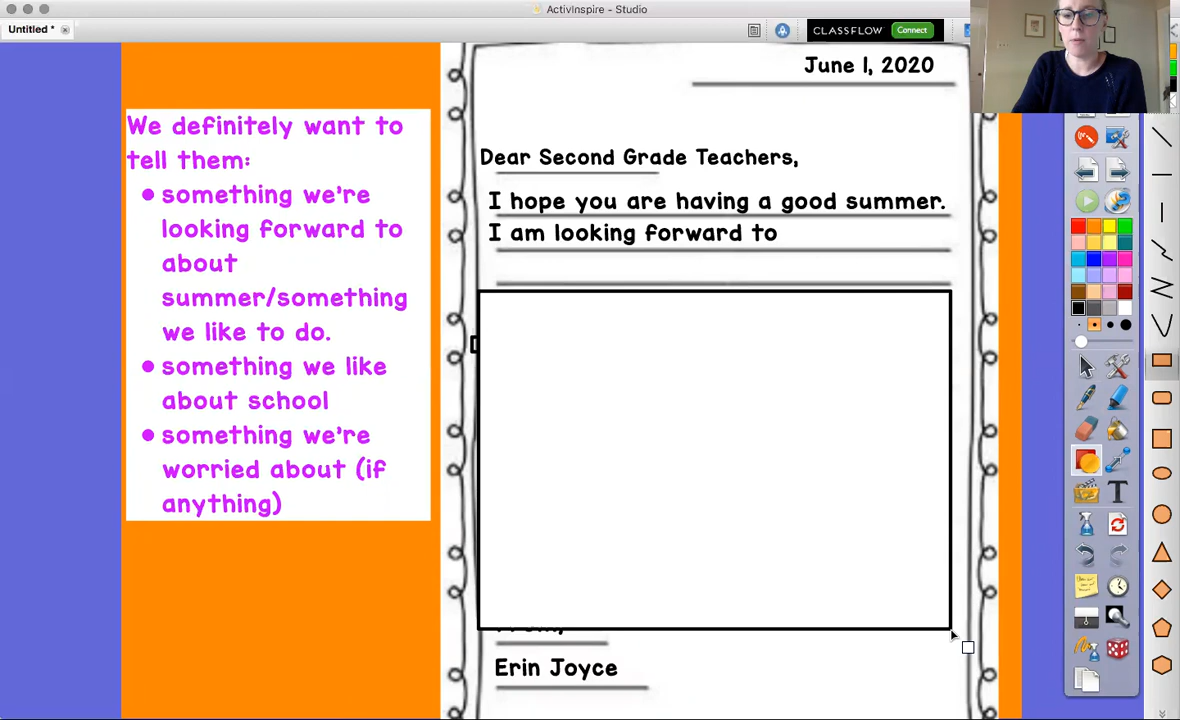 ActivInspire - Studio
Untitled *
CLASSFLOW Connect
June 1, 2020
We definitely want to
tell them:
• something we're
looking forward to
about
summer/something
we like to do.
• something we like
about school
• something we're
worried about (if
anything)
Dear Second Grade Teachers,
I hope you are having a good summer.
I am looking forward to
Erin Joyce